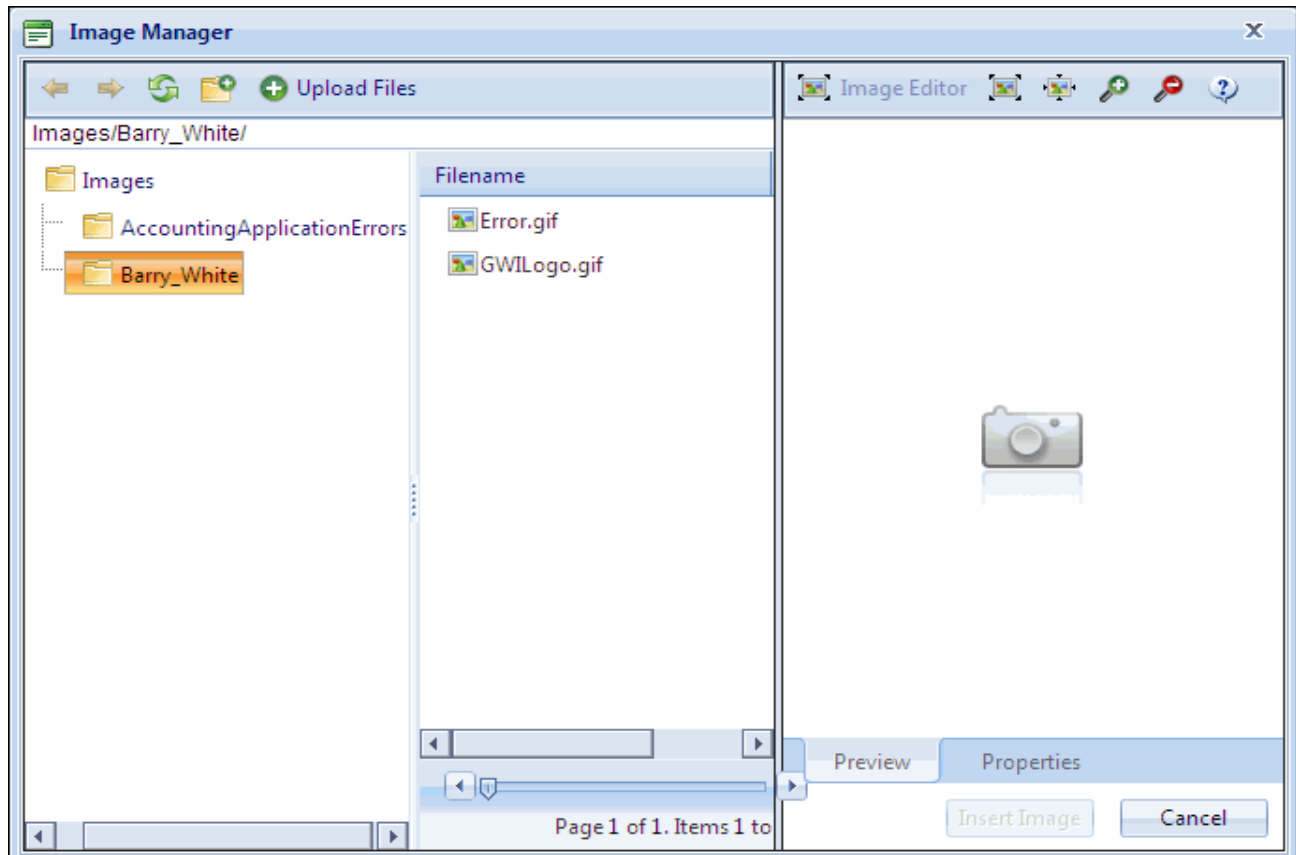 Image Manager
Upload Files
Image Editor
Images/Barry_White/
Images
AccountingApplicationErrors
Barry_White
Filename
Error.gif
GWILogo.gif
Page 1 of 1. Items 1 to
Preview
Properties
Insert Image
Cancel